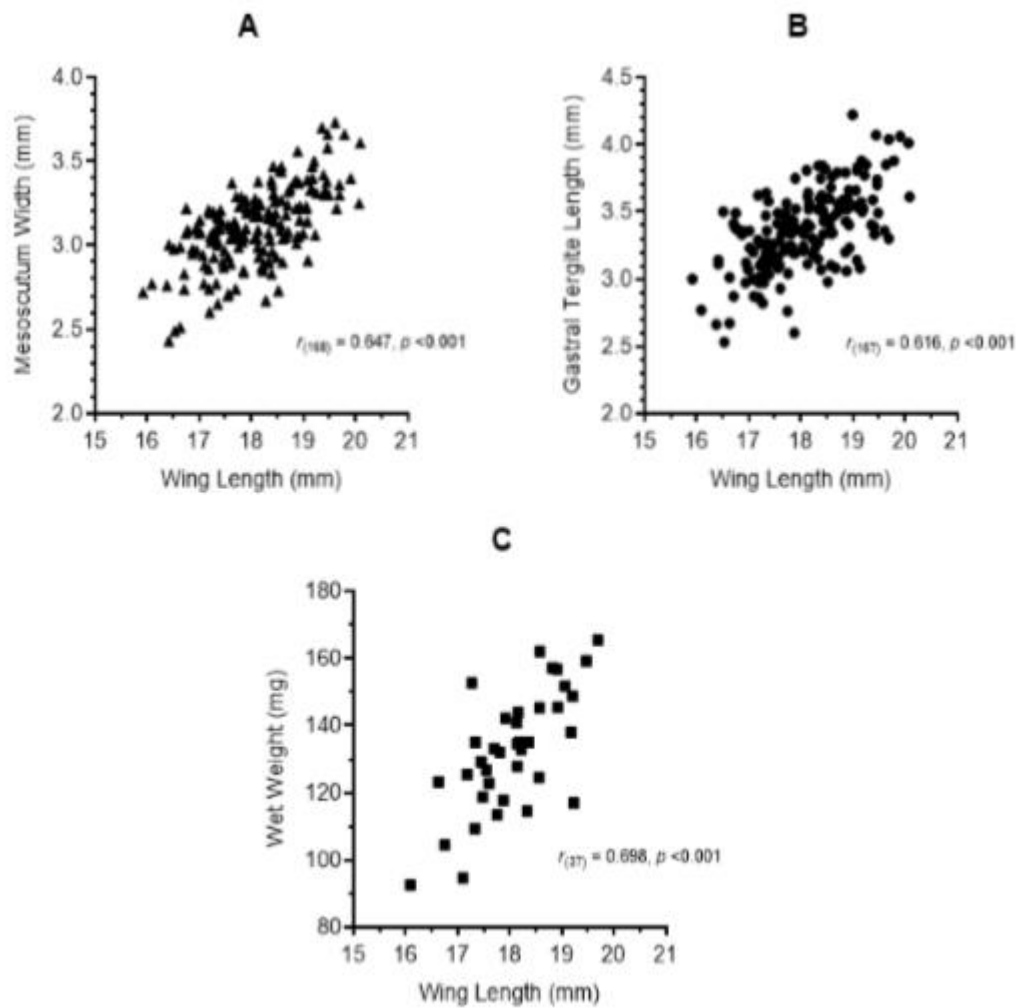 A
4.0
3.5
3.0
2.5
2.0
Mesoscutum Width (mm)
r(168) = 0.647, p <0.001
15 16 17 18 19 20 21
Wing Length (mm)
B
4.5
4.0
3.5
3.0
2.5
2.0
Gastral Tergite Length (mm)
r(167) = 0.616, p <0.001
15 16 17 18 19 20 21
Wing Length (mm)
C
180
160
140
120
100
80
Wet Weight (mg)
r(37) = 0.698, p <0.001
15 16 17 18 19 20 21
Wing Length (mm)